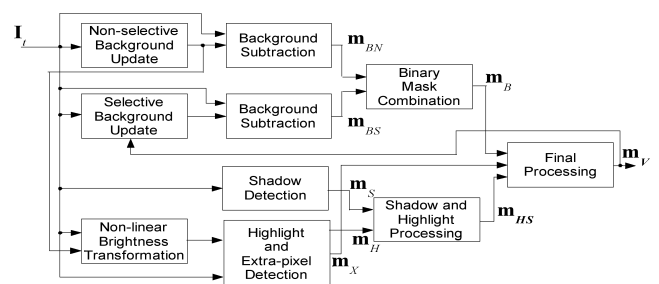 I_t
Non-selective
Background
Update
Background
Subtraction
m_BN
Binary
Mask
Combination
m_B
Selective
Background
Update
Background
Subtraction
m_BS
Final
Processing
m_V
Shadow
Detection
m_S
Shadow and
Highlight
Processing
m_HS
Non-linear
Brightness
Transformation
Highlight
and
Extra-pixel
Detection
m_H
m_X